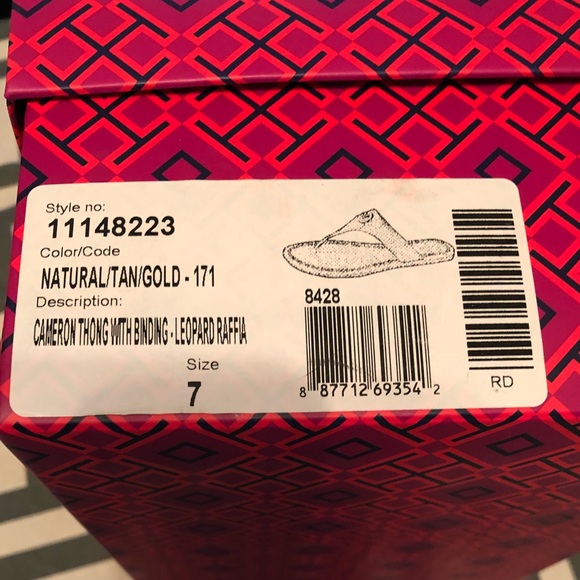 Style no:
11148223
Color/Code
NATURAL/TAN/GOLD - 171
Description:
CAMERON THONG WITH BINDING - LEOPARD RAFFIA
Size
7
8428
8 87712 69354 2
RD